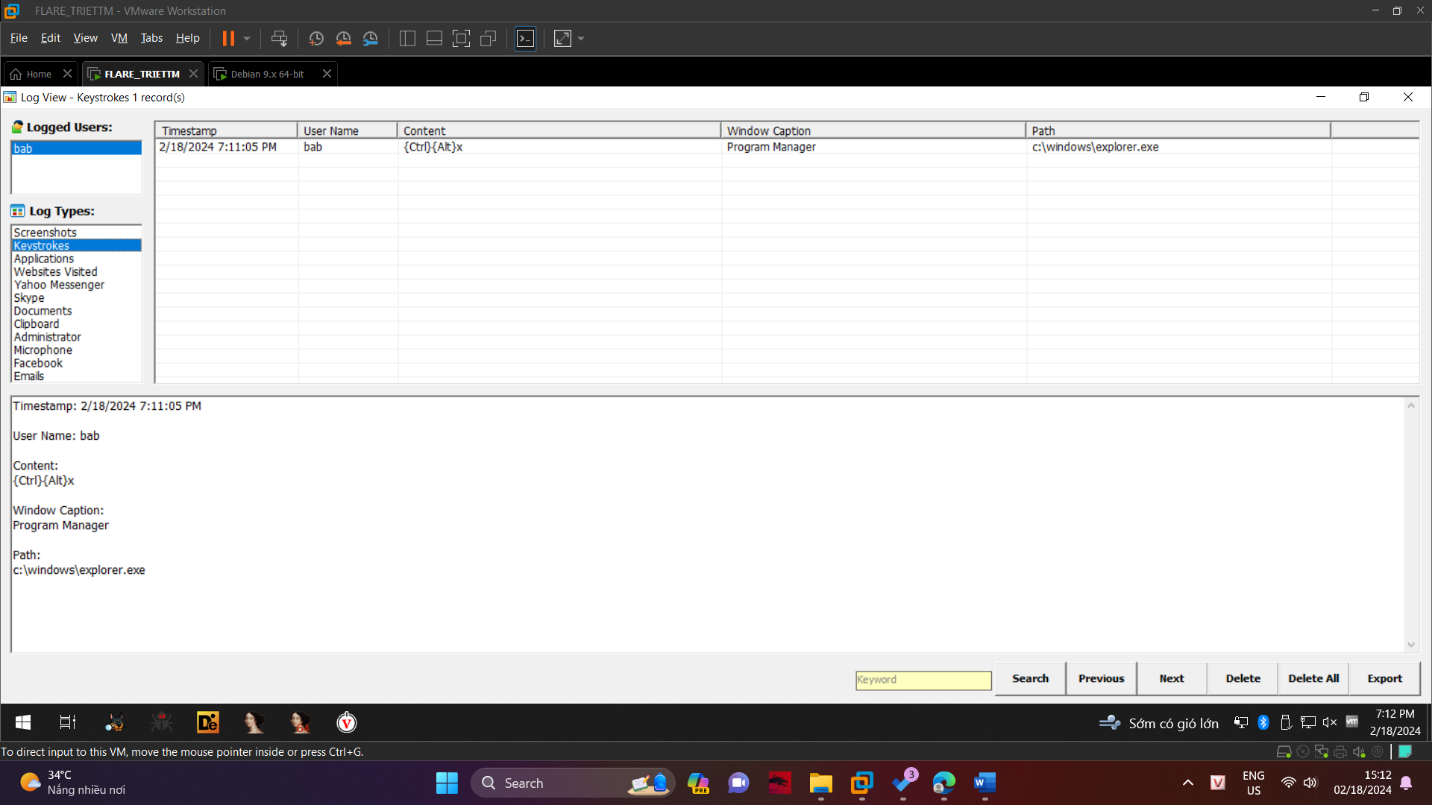 FLARE_TRIETTM - VMware Workstation
File Edit View VM Tabs Help
Home FLARE_TRIETTM Debian 9.x 64-bit
Log View - Keystrokes 1 record(s)
Logged Users:
bab
Log Types:
Screenshots
Keystrokes
Applications
Websites Visited
Yahoo Messenger
Skype
Documents
Clipboard
Administrator
Microphone
Facebook
Emails
Timestamp User Name Content Window Caption Path
2/18/2024 7:11:05 PM bab {Ctrl}{Alt}x Program Manager c:\windows\explorer.exe
Timestamp: 2/18/2024 7:11:05 PM
User Name: bab
Content:
{Ctrl}{Alt}x
Window Caption:
Program Manager
Path:
c:\windows\explorer.exe
Keyword Search Previous Next Delete Delete All Export
De V Sớm có gió lớn vm 7:12 PM
2/18/2024
To direct input to this VM, move the mouse pointer inside or press Ctrl+G.
34°C
Nắng nhiều nơi
Search
PRE
3
W
V
ENG
US
15:12
02/18/2024